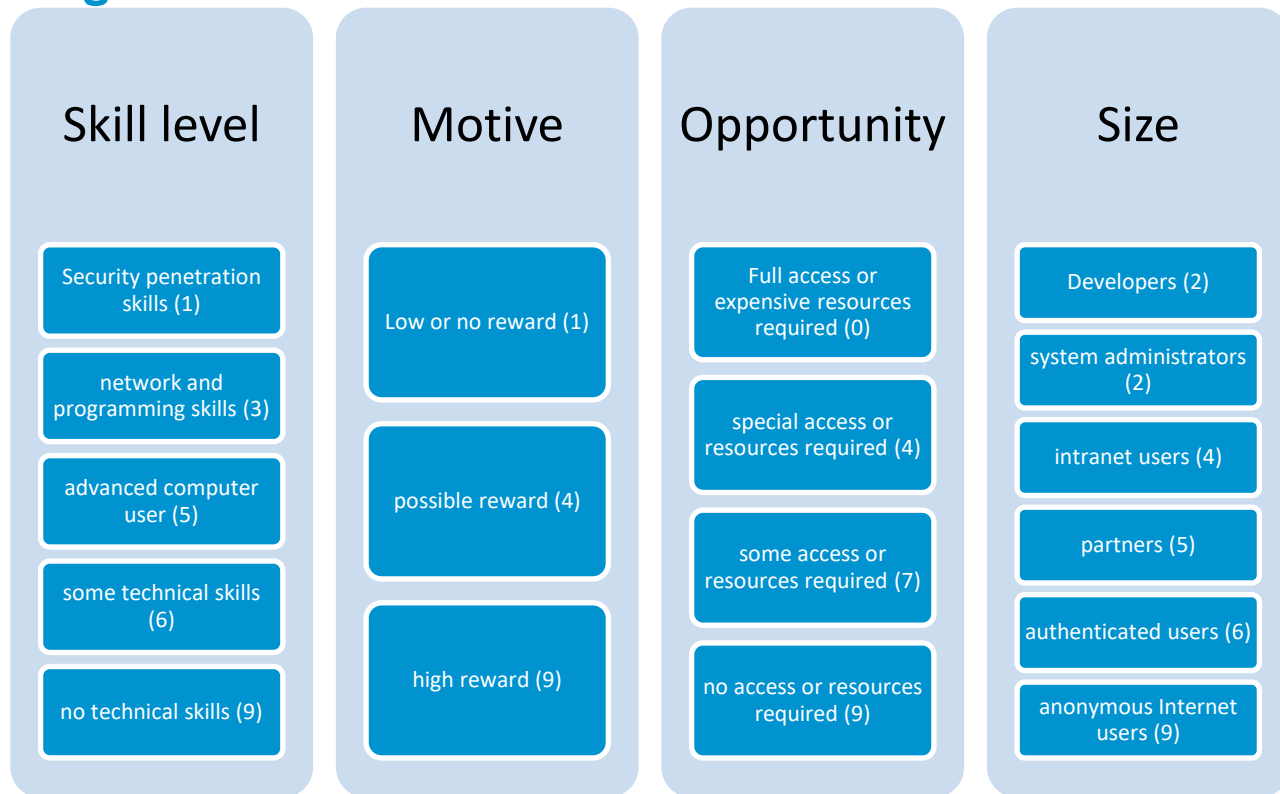 Skill level
Security penetration
skills (1)
network and
programming skills (3)
advanced computer
user (5)
some technical skills
(6)
no technical skills (9)
Motive
Low or no reward (1)
possible reward (4)
high reward (9)
Opportunity
Full access or
expensive resources
required (0)
special access or
resources required (4)
some access or
resources required (7)
no access or resources
required (9)
Size
Developers (2)
system administrators
(2)
intranet users (4)
partners (5)
authenticated users (6)
anonymous Internet
users (9)